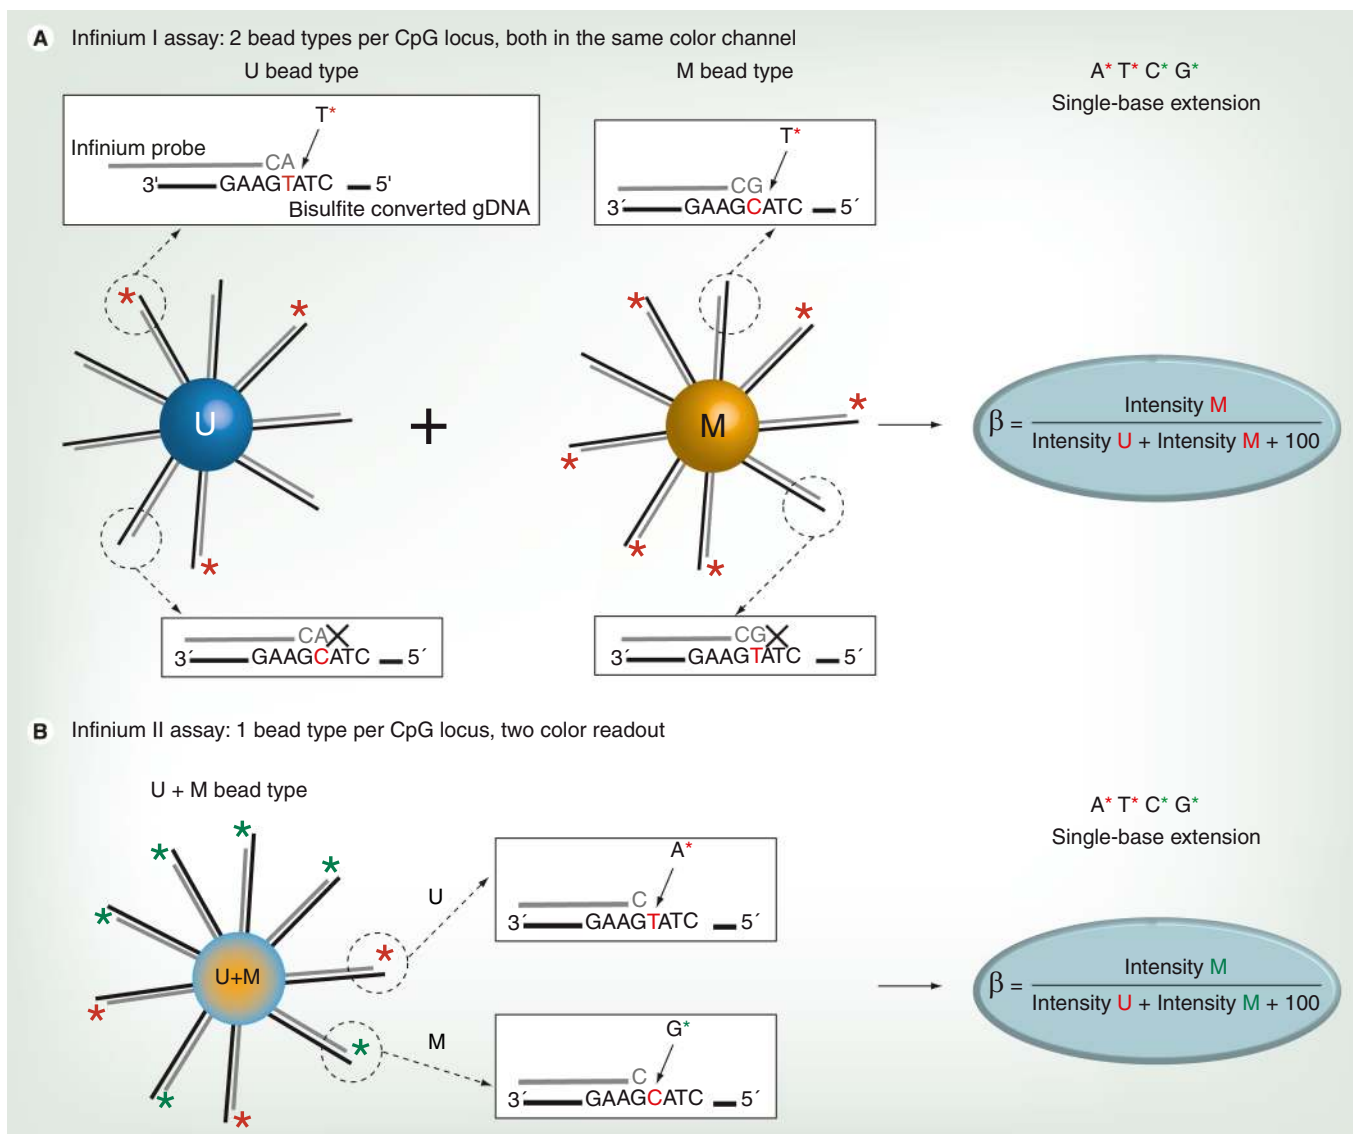 A Infinium I assay: 2 bead types per CpG locus, both in the same color channel
U bead type
M bead type
A* T* C* G*
Single-base extension
T*
Infinium probe
CA
3' GAAGTATC 5'
Bisulfite converted gDNA
T*
CG
3´ GAAGCATC 5´
U
+
M
β = Intensity M
Intensity U + Intensity M + 100
CA
3´ GAAGCATC 5´
CG
3´ GAAGTATC 5´
B Infinium II assay: 1 bead type per CpG locus, two color readout
U + M bead type
A* T* C* G*
Single-base extension
U
A*
C
3´ GAAGTATC 5´
U+M
β = Intensity M
Intensity U + Intensity M + 100
M
G*
C
3´ GAAGCATC 5´